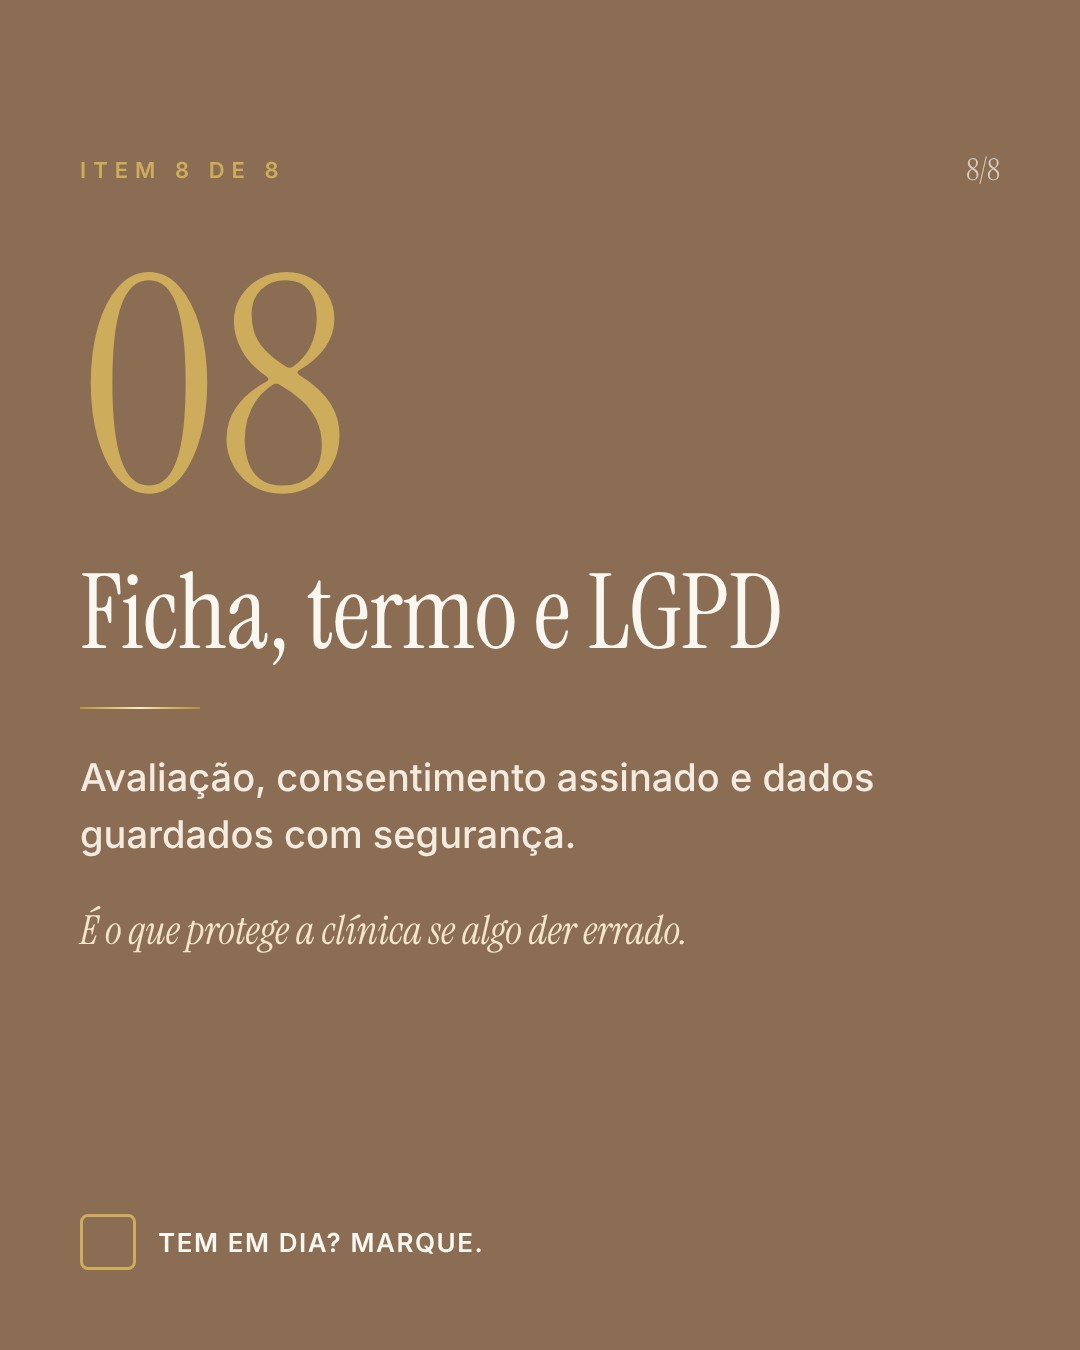 ITEM 8 DE 8
8/8
08
Ficha, termo e LGPD
Avaliação, consentimento assinado e dados
guardados com segurança.
É o que protege a clínica se algo der errado.
TEM EM DIA? MARQUE.